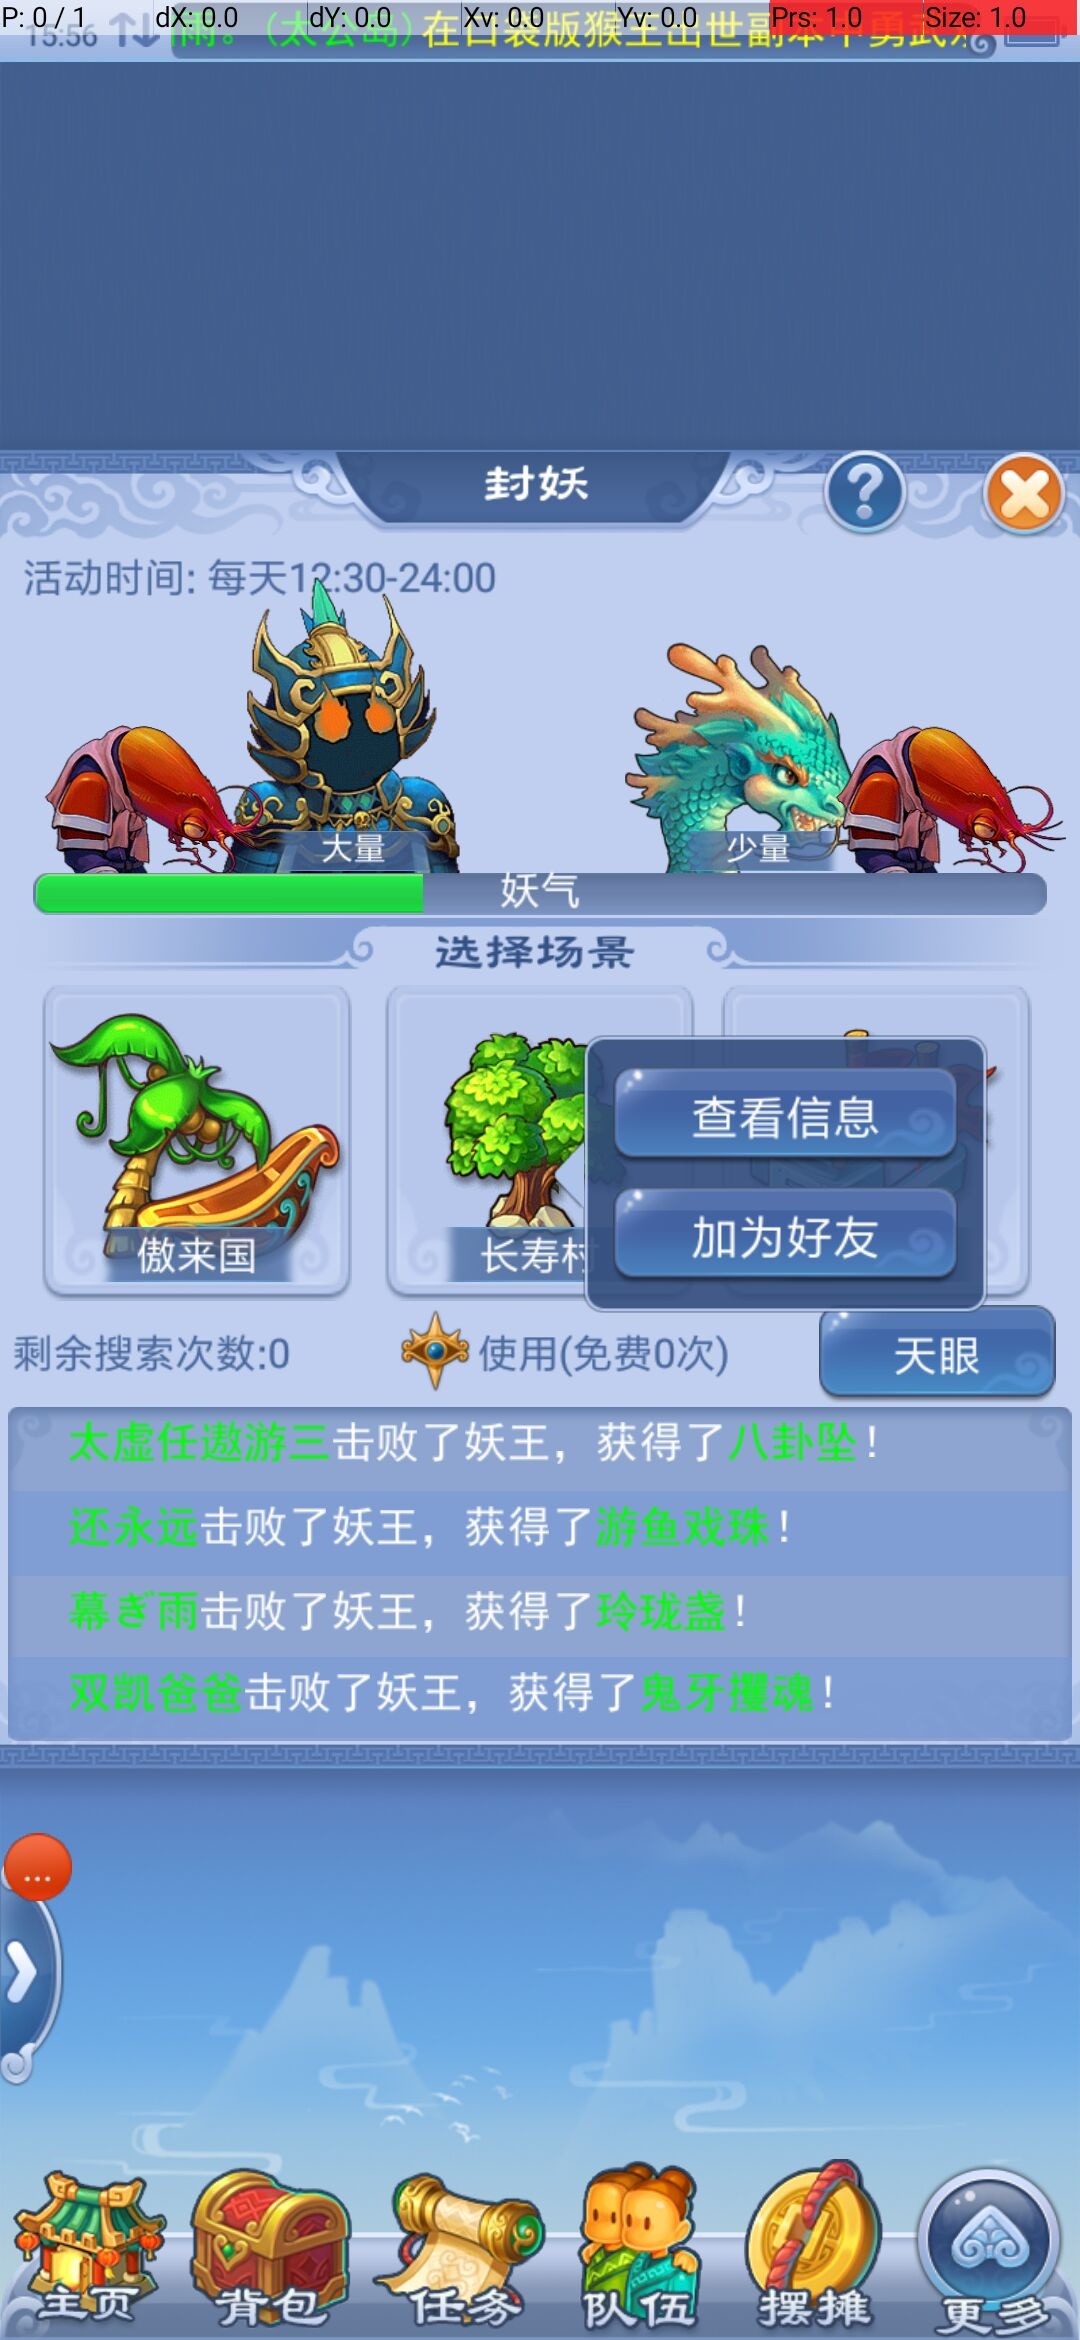 P: 0 / 1 dX: 0.0 dY: 0.0 Xv: 0.0 Yv: 0.0 Prs: 1.0 Size: 1.0
15:56 雨。(太公岛)在口袋版猴王出世副本中勇武
封妖
活动时间: 每天12:30-24:00
大量 少量
妖气
选择场景
查看信息
加为好友
傲来国 长寿村
剩余搜索次数:0 使用(免费0次) 天眼
太虚任遨游三击败了妖王，获得了八卦坠！
还永远击败了妖王，获得了游鱼戏珠！
幕ぎ雨击败了妖王，获得了玲珑盏！
双凯爸爸击败了妖王，获得了鬼牙攫魂！
...
主页 背包 任务 队伍 摆摊 更多